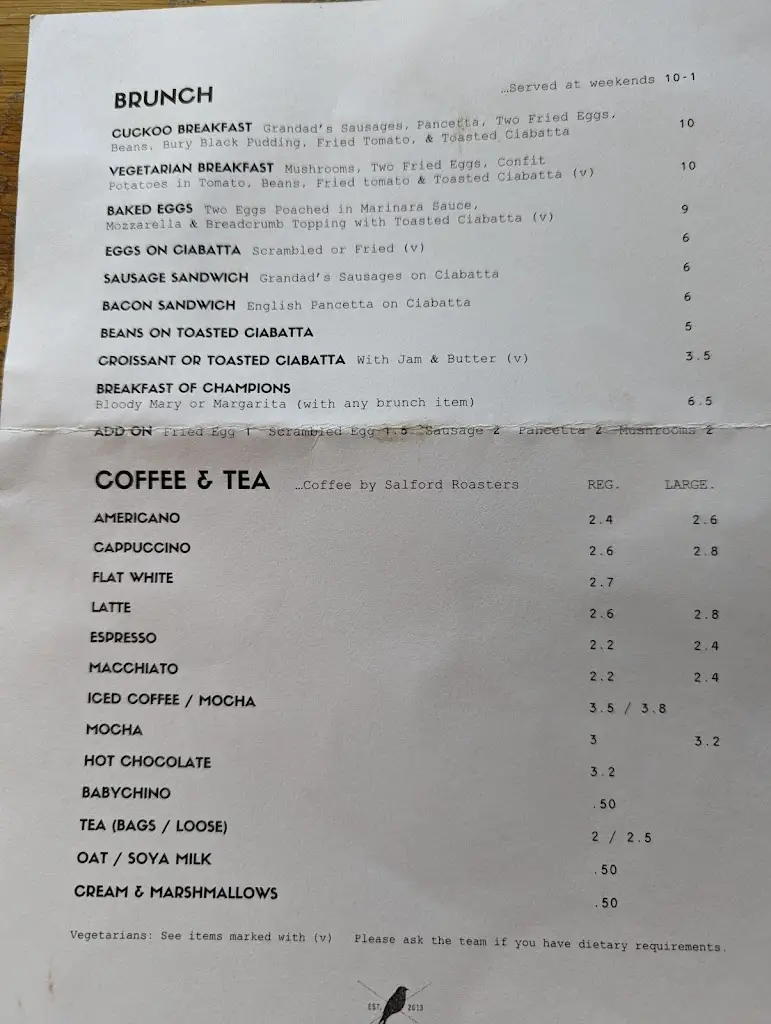 BRUNCH ...Served at weekends 10-1
CUCKOO BREAKFAST Grandad's Sausages, Pancetta, Two Fried Eggs, 10
Beans, Bury Black Pudding, Fried Tomato, & Toasted Ciabatta
VEGETARIAN BREAKFAST Mushrooms, Two Fried Eggs, Confit 10
Potatoes in Tomato, Beans, Fried tomato & Toasted Ciabatta (v)
BAKED EGGS Two Eggs Poached in Marinara Sauce, 9
Mozzarella & Breadcrumb Topping with Toasted Ciabatta (v)
EGGS ON CIABATTA Scrambled or Fried (v) 6
SAUSAGE SANDWICH Grandad's Sausages on Ciabatta 6
BACON SANDWICH English Pancetta on Ciabatta 6
BEANS ON TOASTED CIABATTA 5
CROISSANT OR TOASTED CIABATTA With Jam & Butter (v) 3.5
BREAKFAST OF CHAMPIONS
Bloody Mary or Margarita (with any brunch item) 6.5
ADD ON Fried Egg 1 Scrambled Egg 1.5 Sausage 2 Pancetta 2 Mushrooms 2
COFFEE & TEA ...Coffee by Salford Roasters REG. LARGE.
AMERICANO 2.4 2.6
CAPPUCCINO 2.6 2.8
FLAT WHITE 2.7
LATTE 2.6 2.8
ESPRESSO 2.2 2.4
MACCHIATO 2.2 2.4
ICED COFFEE / MOCHA 3.5 / 3.8
MOCHA 3 3.2
HOT CHOCOLATE 3.2
BABYCHINO .50
TEA (BAGS / LOOSE) 2 / 2.5
OAT / SOYA MILK .50
CREAM & MARSHMALLOWS .50
Vegetarians: See items marked with (v) Please ask the team if you have dietary requirements.
EST. 2013